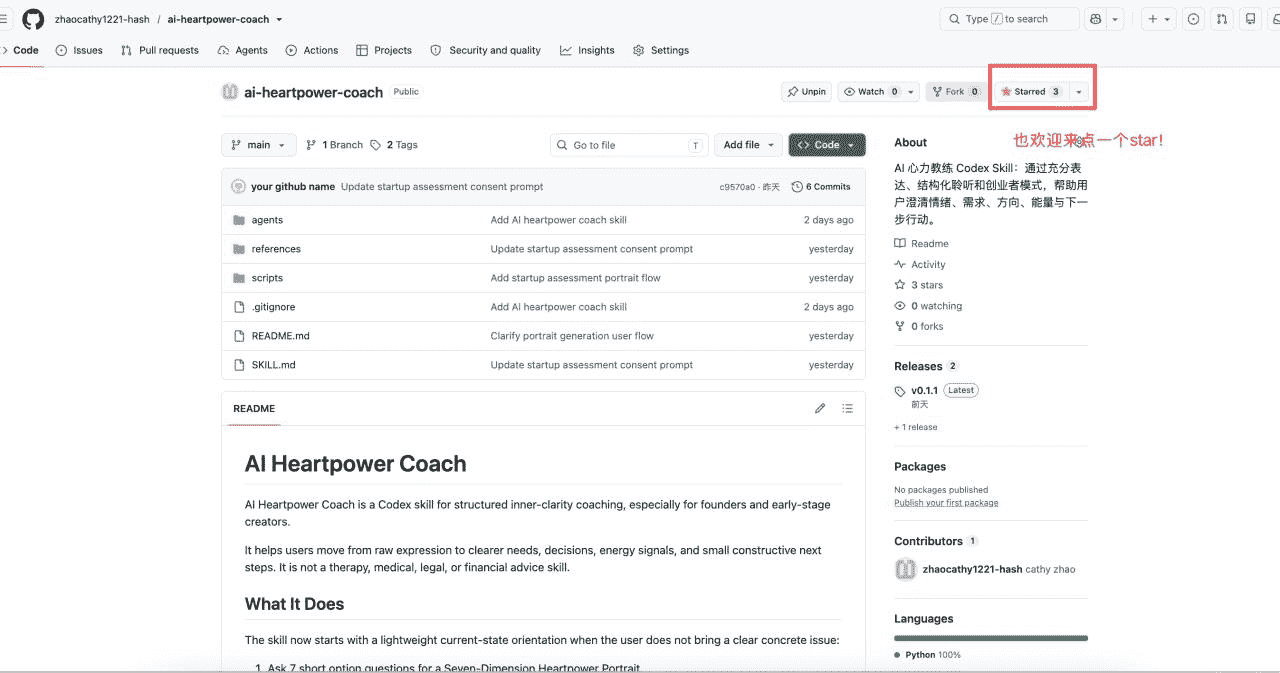 zhaocathy1221-hash / ai-heartpower-coach
Type / to search
Code Issues Pull requests Agents Actions Projects Security and quality Insights Settings
ai-heartpower-coach Public
Unpin Watch 0 Fork 0 Starred 3
也欢迎来点一个star!
main 1 Branch 2 Tags Go to file T Add file Code
your github name Update startup assessment consent prompt c9570a0 · 昨天 6 Commits
agents Add AI heartpower coach skill 2 days ago
references Update startup assessment consent prompt yesterday
scripts Add startup assessment portrait flow yesterday
.gitignore Add AI heartpower coach skill 2 days ago
README.md Clarify portrait generation user flow yesterday
SKILL.md Update startup assessment consent prompt yesterday
README
AI Heartpower Coach
AI Heartpower Coach is a Codex skill for structured inner-clarity coaching, especially for founders and early-stage
creators.
It helps users move from raw expression to clearer needs, decisions, energy signals, and small constructive next
steps. It is not a therapy, medical, legal, or financial advice skill.
What It Does
The skill now starts with a lightweight current-state orientation when the user does not bring a clear concrete issue:
1. Ask 7 short option questions for a Seven-Dimension Heartpower Portrait.
About
AI 心力教练 Codex Skill：通过充分表
达、结构化聆听和创业者模式，帮助用
户澄清情绪、需求、方向、能量与下一
步行动。
Readme
Activity
3 stars
0 watching
0 forks
Releases 2
v0.1.1 Latest
前天
+ 1 release
Packages
No packages published
Publish your first package
Contributors 1
zhaocathy1221-hash cathy zhao
Languages
Python 100%